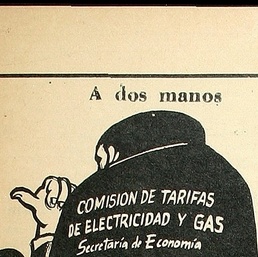 A dos manos
COMISION DE TARIFAS
DE ELECTRICIDAD Y GAS
Secretaría de Economía